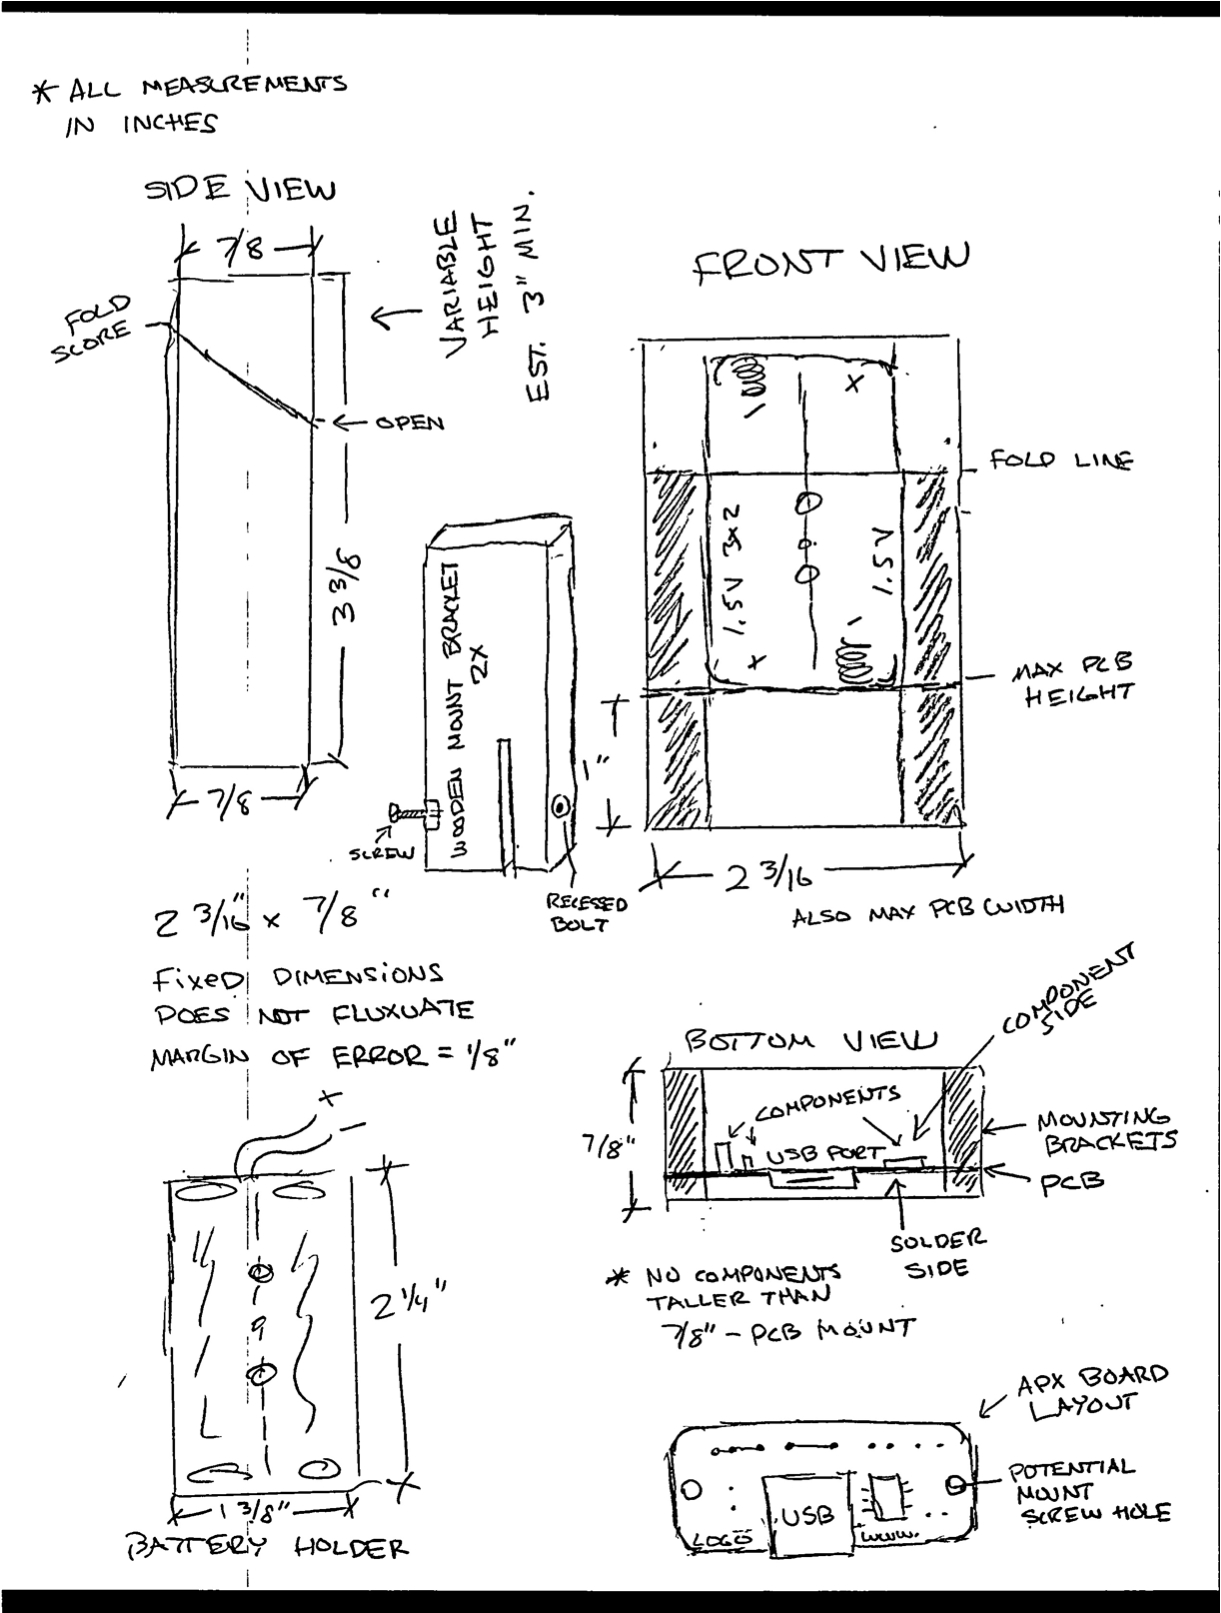 * ALL MEASUREMENTS
IN INCHES
SIDE VIEW
7/8
FOLD
SCORE
OPEN
3 3/8
7/8
VARIABLE
HEIGHT
EST. 3" MIN.
FRONT VIEW
X
FOLD LINE
1.5V 3x2
1.5V
+
MAX PCB
HEIGHT
1"
2 3/16
ALSO MAX PCB WIDTH
WOODEN MOUNT BRACKET
2X
SCREW
RECESSED
BOLT
2 3/16" x 7/8"
FIXED DIMENSIONS
DOES NOT FLUXUATE
MARGIN OF ERROR = 1/8"
+
-
2 1/4"
1 3/8"
BATTERY HOLDER
BOTTOM VIEW
COMPONENT
SIDE
COMPONENTS
7/8"
USB PORT
MOUNTING
BRACKETS
PCB
SOLDER
SIDE
* NO COMPONENTS
TALLER THAN
7/8" - PCB MOUNT
APX BOARD
LAYOUT
POTENTIAL
MOUNT
SCREW HOLE
USB
LOGOS
WWW.